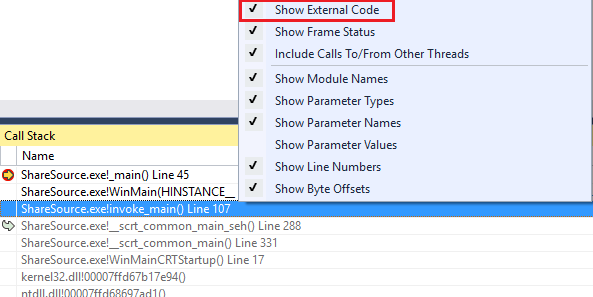 Show External Code
Show Frame Status
Include Calls To/From Other Threads
Show Module Names
Show Parameter Types
Show Parameter Names
Show Parameter Values
Show Line Numbers
Show Byte Offsets
Call Stack
Name
ShareSource.exe!_main() Line 45
ShareSource.exe!WinMain(HINSTANCE__
ShareSource.exe!invoke_main() Line 107
ShareSource.exe!__scrt_common_main_seh() Line 288
ShareSource.exe!__scrt_common_main() Line 331
ShareSource.exe!WinMainCRTStartup() Line 17
kernel32.dll!00007ffd67b17e94()
ntdll.dll!00007ffd68697ad1()